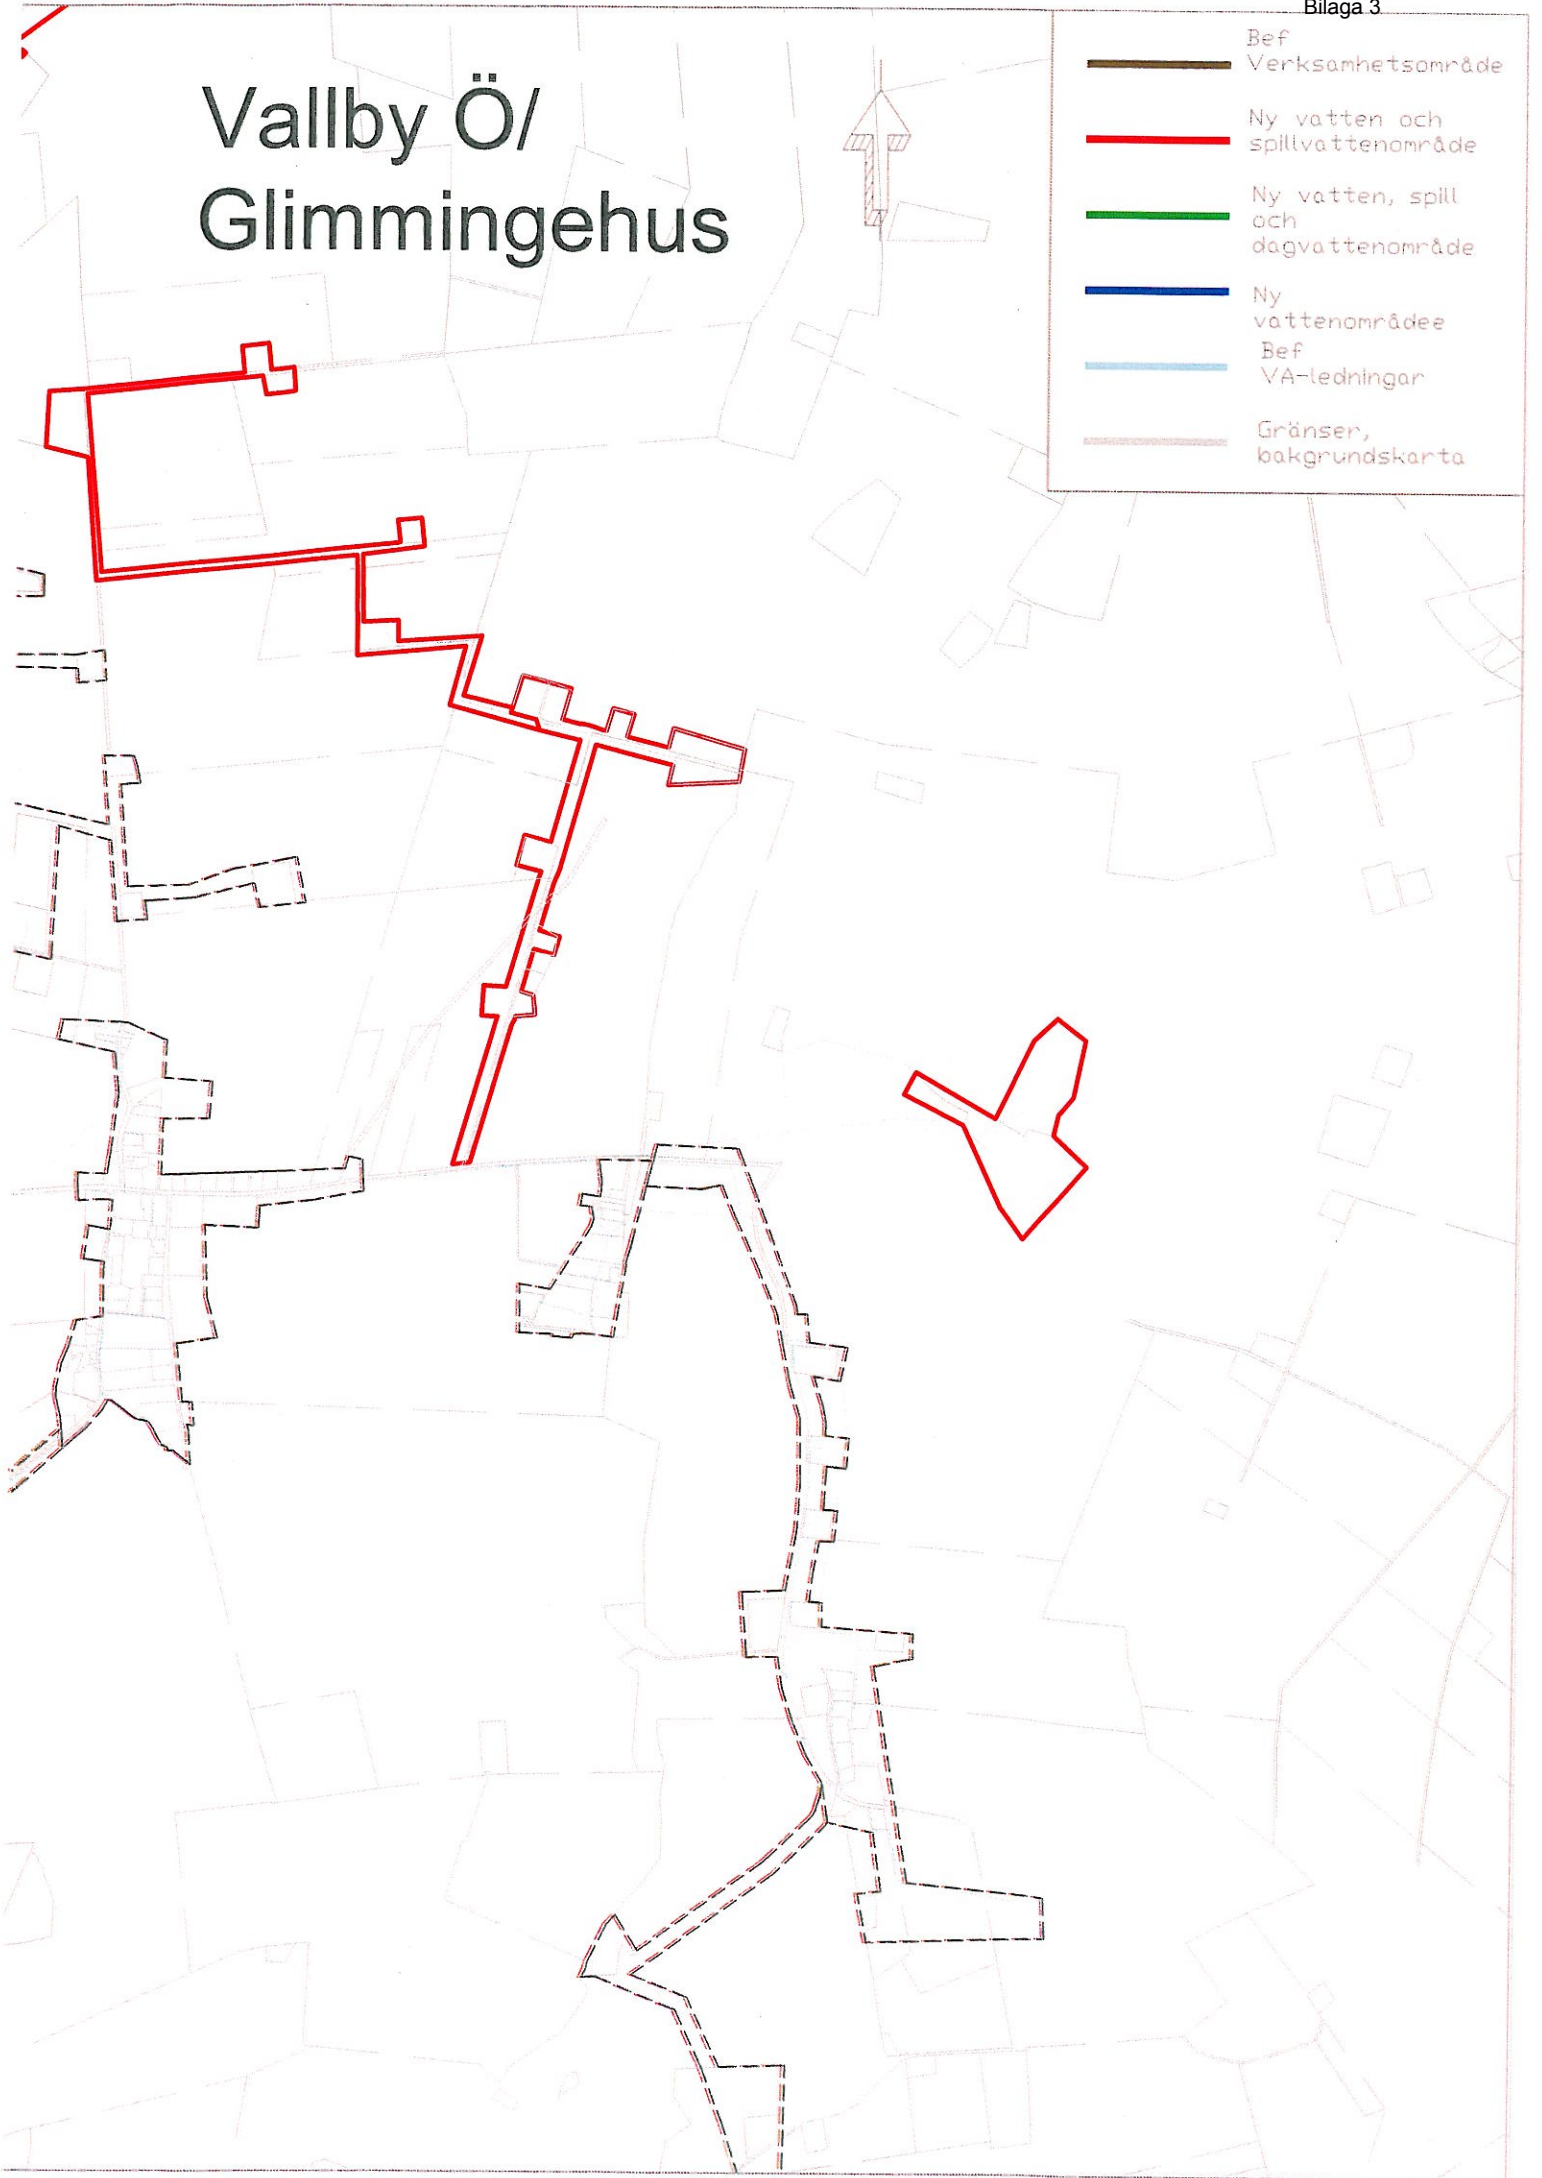 Bilaga 3
Vallby Ö/
Glimmingehus
Bef
Verksamhetsområde
Ny vatten och
spillvattenområde
Ny vatten, spill
och
dagvattenområde
Ny
vattenområdee
Bef
VA-ledningar
Gränser,
bakgrundskarta